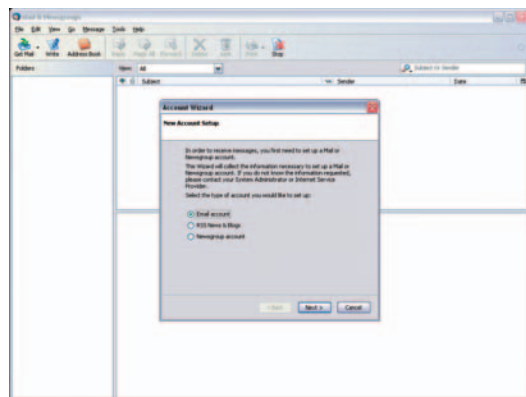 Mail & Newsgroups
File Edit View Go Message Tools Help
Get Mail Write Address Book Reply Reply All Forward Delete Junk Print Stop
Folders View: All Subject Or Sender
Subject Sender Date
Account Wizard
New Account Setup
In order to receive messages, you first need to set up a Mail or
Newsgroup account.
This Wizard will collect the information necessary to set up a Mail or
Newsgroup account. If you do not know the information requested,
please contact your System Administrator or Internet Service
Provider.
Select the type of account you would like to set up:
Email account
RSS News & Blogs
Newsgroup account
< Back Next > Cancel